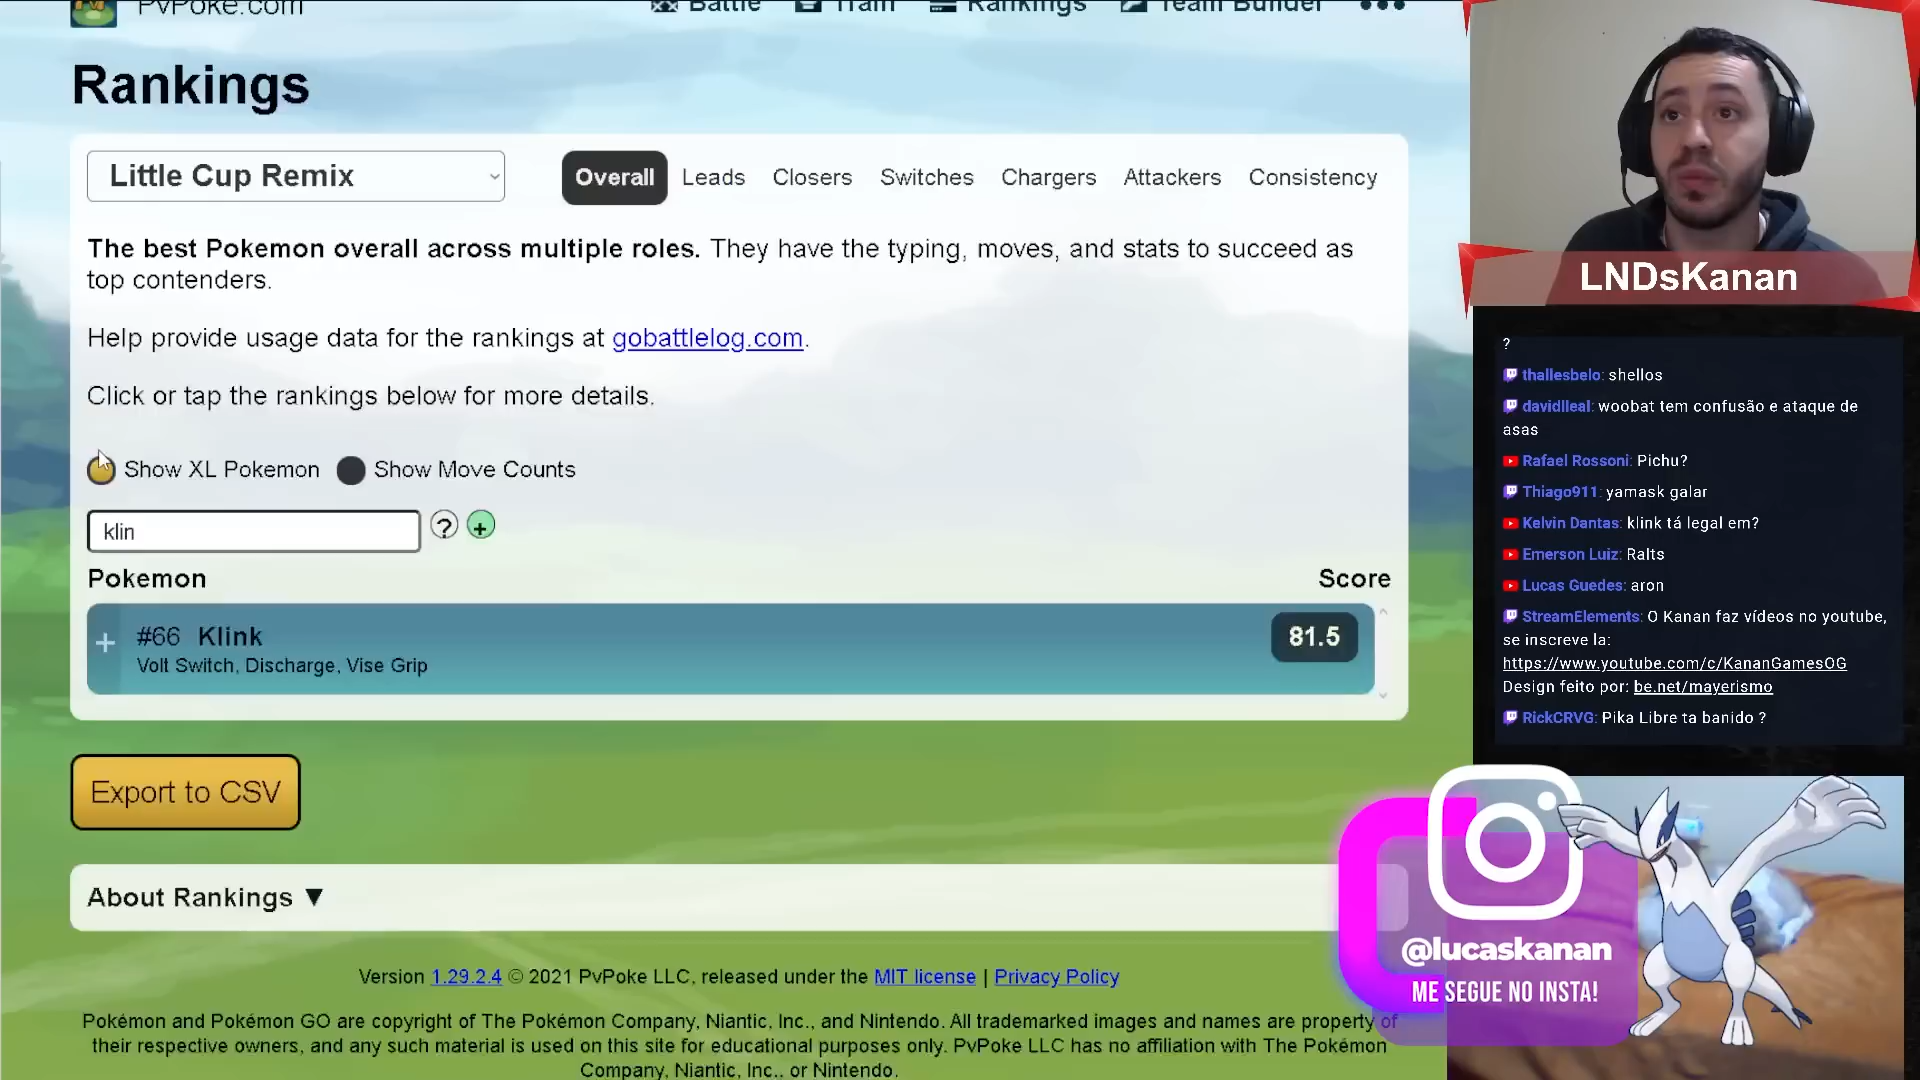 PvPoke.com
Battle
Train
Rankings
Team Builder
Rankings
Little Cup Remix
Overall
Leads
Closers
Switches
Chargers
Attackers
Consistency
The best Pokemon overall across multiple roles. They have the typing, moves, and stats to succeed as
top contenders.
Help provide usage data for the rankings at gobattlelog.com.
Click or tap the rankings below for more details.
Show XL Pokemon
Show Move Counts
klin
?
+
Pokemon
Score
+
#66 Klink
Volt Switch, Discharge, Vise Grip
81.5
Export to CSV
About Rankings ▼
Version 1.29.2.4 © 2021 PvPoke LLC, released under the MIT license | Privacy Policy
Pokémon and Pokémon GO are copyright of The Pokémon Company, Niantic, Inc., and Nintendo. All trademarked images and names are property of
their respective owners, and any such material is used on this site for educational purposes only. PvPoke LLC has no affiliation with The Pokémon
Company, Niantic, Inc., or Nintendo.
LNDsKanan
?
thallesbelo: shellos
davidlleal: woobat tem confusão e ataque de
asas
Rafael Rossoni: Pichu?
Thiago911: yamask galar
Kelvin Dantas: klink tá legal em?
Emerson Luiz: Ralts
Lucas Guedes: aron
StreamElements: O Kanan faz vídeos no youtube,
se inscreve la:
https://www.youtube.com/c/KananGamesOG
Design feito por: be.net/mayerismo
RickCRVG: Pika Libre ta banido ?
@lucaskanan
ME SEGUE NO INSTA!